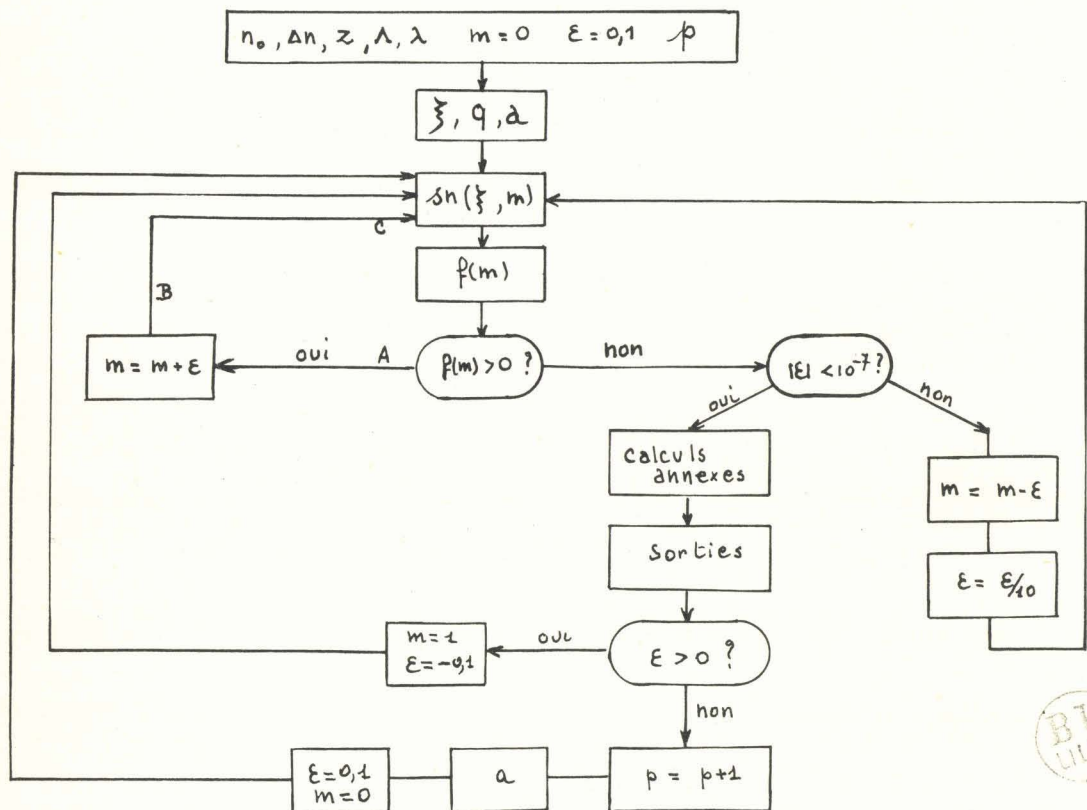 n₀, Δn, z, Λ, λ m=0 ε=0,1 p
ξ, q, a
sn(ξ, m)
C
f(m)
B
m = m+ε
oui A
f(m)>0 ?
non
|ε| <10⁻⁷?
oui
non
calculs
annexes
m = m-ε
Sorties
ε = ε/10
m=1
ε=-0,1
oui
ε > 0 ?
non
ε=0,1
m=0
a
p = p+1